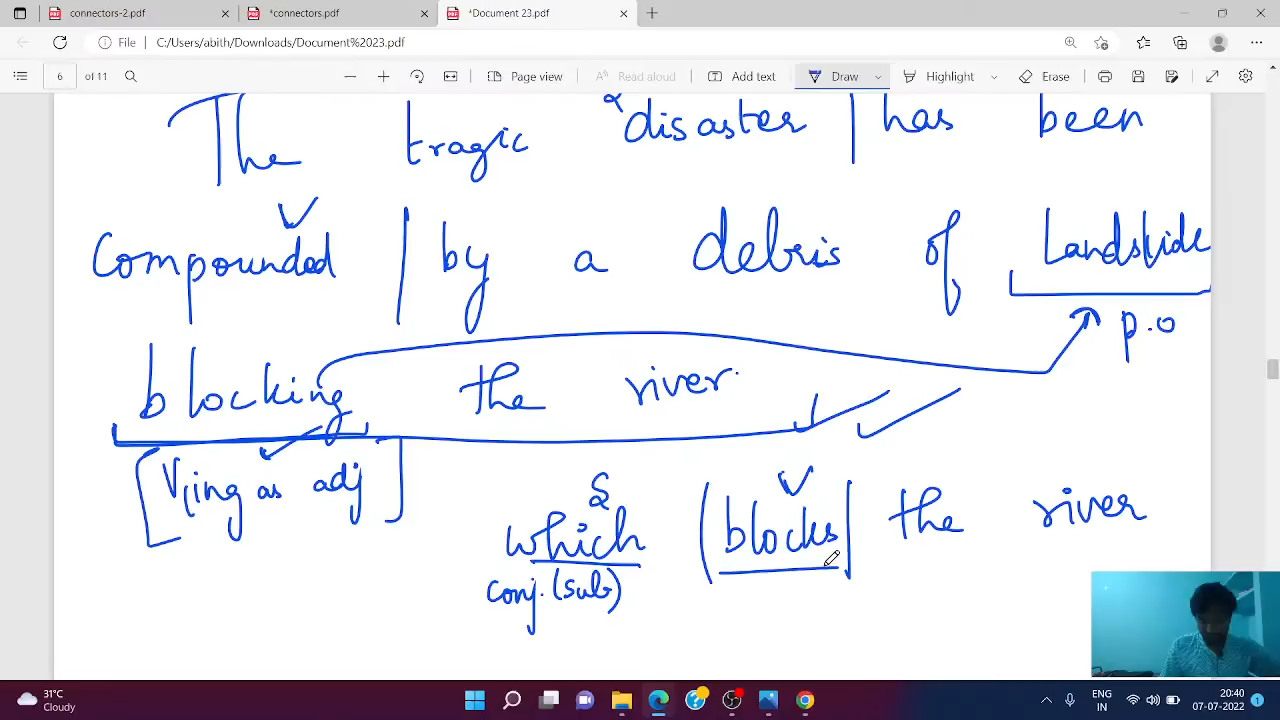 connectors-2.pdf
*connectors.pdf
*Document 23.pdf
File
C:/Users/abith/Downloads/Document%2023.pdf
6 of 11
Page view
Read aloud
Add text
Draw
Highlight
Erase
The tragic disaster | has been
S
V
Compounded | by a debris of Landslide
p.o
blocking the river.
[V1ing as adj]
S V
which (blocks| the river
conj. (sub)
31°C
Cloudy
ENG
IN
20:40
07-07-2022